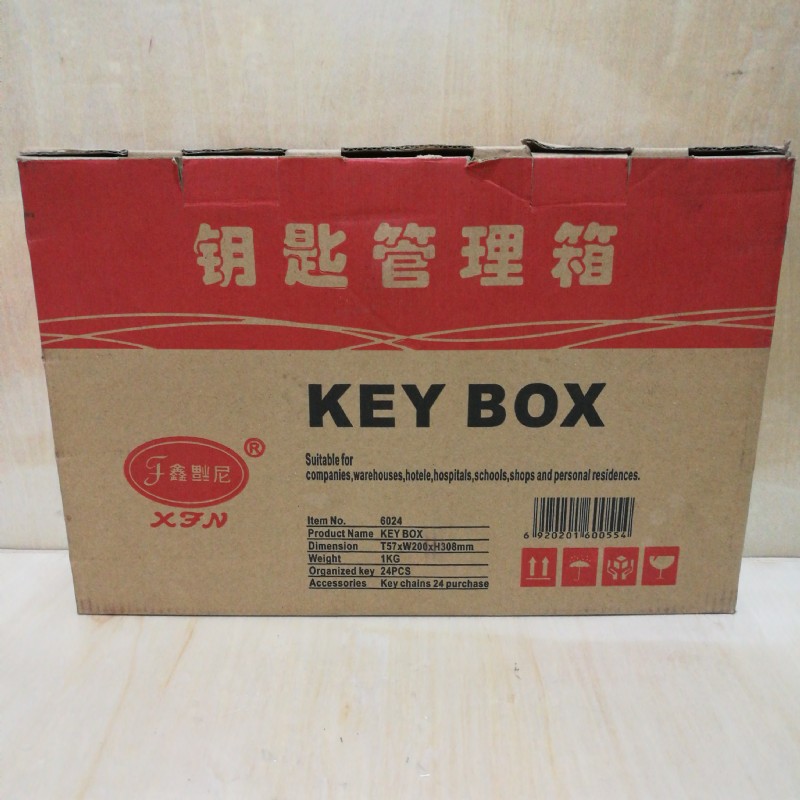 钥匙管理箱
KEY BOX
Suitable for
companies,warehouses,hotele,hospitals,schools,shops and personal residences.
鑫豐尼
®
XFN
Item No. 6024
Product Name KEY BOX
Dimension T57xW200xH308mm
Weight 1KG
Organized key 24PCS
Accessories Key chains 24 purchase
6 920201 600554